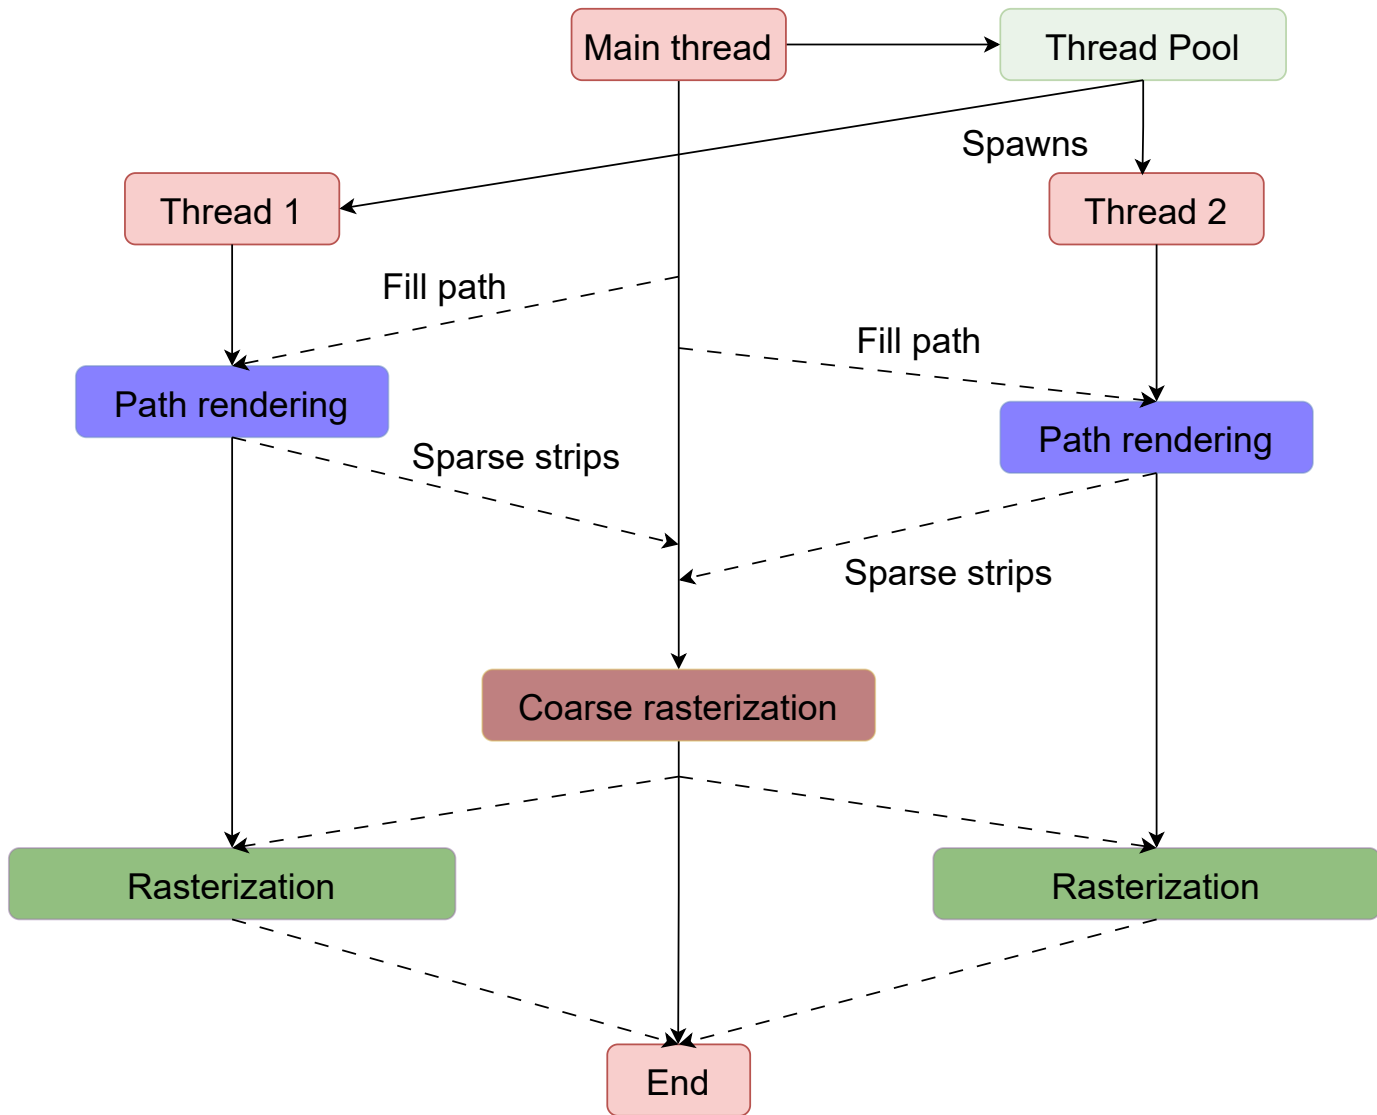 Main thread
Thread Pool
Spawns
Thread 1
Thread 2
Fill path
Fill path
Path rendering
Path rendering
Sparse strips
Sparse strips
Coarse rasterization
Rasterization
Rasterization
End